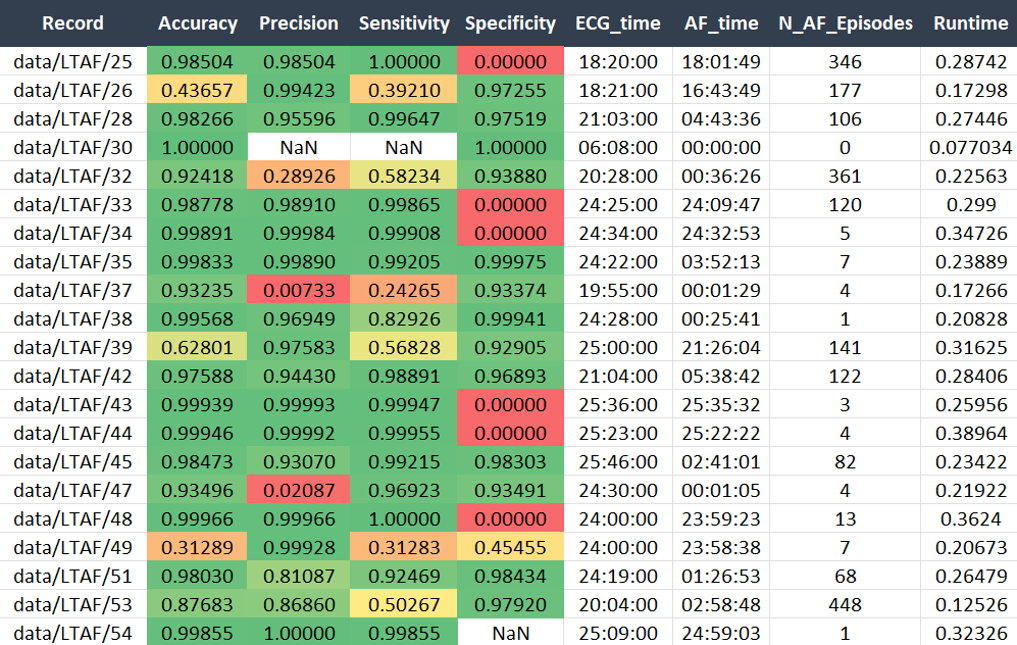 Record Accuracy Precision Sensitivity Specificity ECG_time AF_time N_AF_Episodes Runtime
data/LTAF/25 0.98504 0.98504 1.00000 0.00000 18:20:00 18:01:49 346 0.28742
data/LTAF/26 0.43657 0.99423 0.39210 0.97255 18:21:00 16:43:49 177 0.17298
data/LTAF/28 0.98266 0.95596 0.99647 0.97519 21:03:00 04:43:36 106 0.27446
data/LTAF/30 1.00000 NaN NaN 1.00000 06:08:00 00:00:00 0 0.077034
data/LTAF/32 0.92418 0.28926 0.58234 0.93880 20:28:00 00:36:26 361 0.22563
data/LTAF/33 0.98778 0.98910 0.99865 0.00000 24:25:00 24:09:47 120 0.299
data/LTAF/34 0.99891 0.99984 0.99908 0.00000 24:34:00 24:32:53 5 0.34726
data/LTAF/35 0.99833 0.99890 0.99205 0.99975 24:22:00 03:52:13 7 0.23889
data/LTAF/37 0.93235 0.00733 0.24265 0.93374 19:55:00 00:01:29 4 0.17266
data/LTAF/38 0.99568 0.96949 0.82926 0.99941 24:28:00 00:25:41 1 0.20828
data/LTAF/39 0.62801 0.97583 0.56828 0.92905 25:00:00 21:26:04 141 0.31625
data/LTAF/42 0.97588 0.94430 0.98891 0.96893 21:04:00 05:38:42 122 0.28406
data/LTAF/43 0.99939 0.99993 0.99947 0.00000 25:36:00 25:35:32 3 0.25956
data/LTAF/44 0.99946 0.99992 0.99955 0.00000 25:23:00 25:22:22 4 0.38964
data/LTAF/45 0.98473 0.93070 0.99215 0.98303 25:46:00 02:41:01 82 0.23422
data/LTAF/47 0.93496 0.02087 0.96923 0.93491 24:30:00 00:01:05 4 0.21922
data/LTAF/48 0.99966 0.99966 1.00000 0.00000 24:00:00 23:59:23 13 0.3624
data/LTAF/49 0.31289 0.99928 0.31283 0.45455 24:00:00 23:58:38 7 0.20673
data/LTAF/51 0.98030 0.81087 0.92469 0.98434 24:19:00 01:26:53 68 0.26479
data/LTAF/53 0.87683 0.86860 0.50267 0.97920 20:04:00 02:58:48 448 0.12526
data/LTAF/54 0.99855 1.00000 0.99855 NaN 25:09:00 24:59:03 1 0.32326